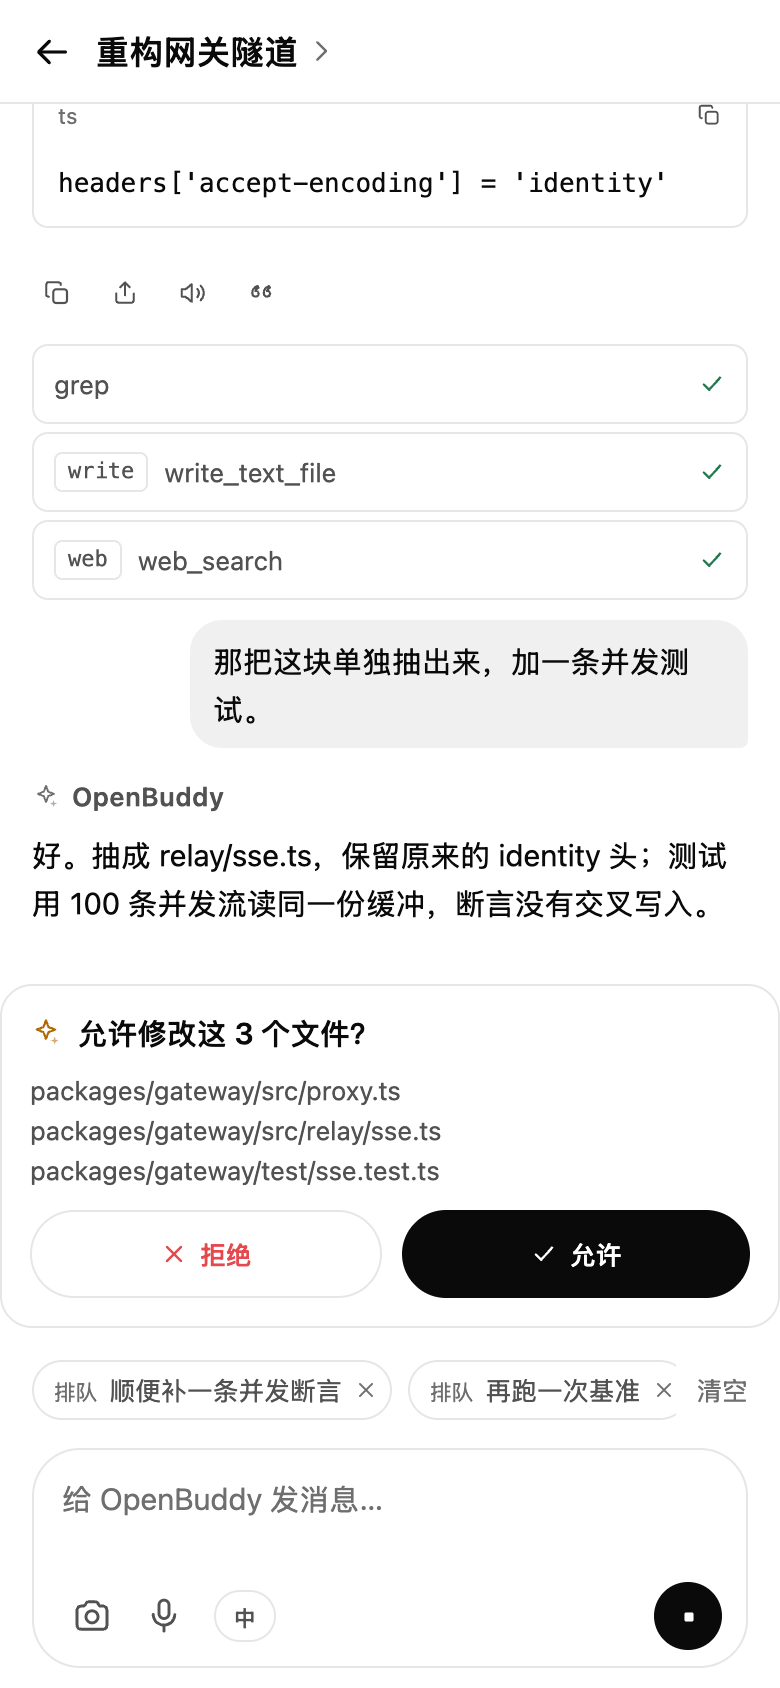 重构网关隧道
ts
headers['accept-encoding'] = 'identity'
grep
write write_text_file
web web_search
那把这块单独抽出来，加一条并发测
试。
OpenBuddy
好。抽成 relay/sse.ts，保留原来的 identity 头；测试
用 100 条并发流读同一份缓冲，断言没有交叉写入。
允许修改这 3 个文件?
packages/gateway/src/proxy.ts
packages/gateway/src/relay/sse.ts
packages/gateway/test/sse.test.ts
拒绝 允许
排队 顺便补一条并发断言 排队 再跑一次基准 清空
给 OpenBuddy 发消息...
中